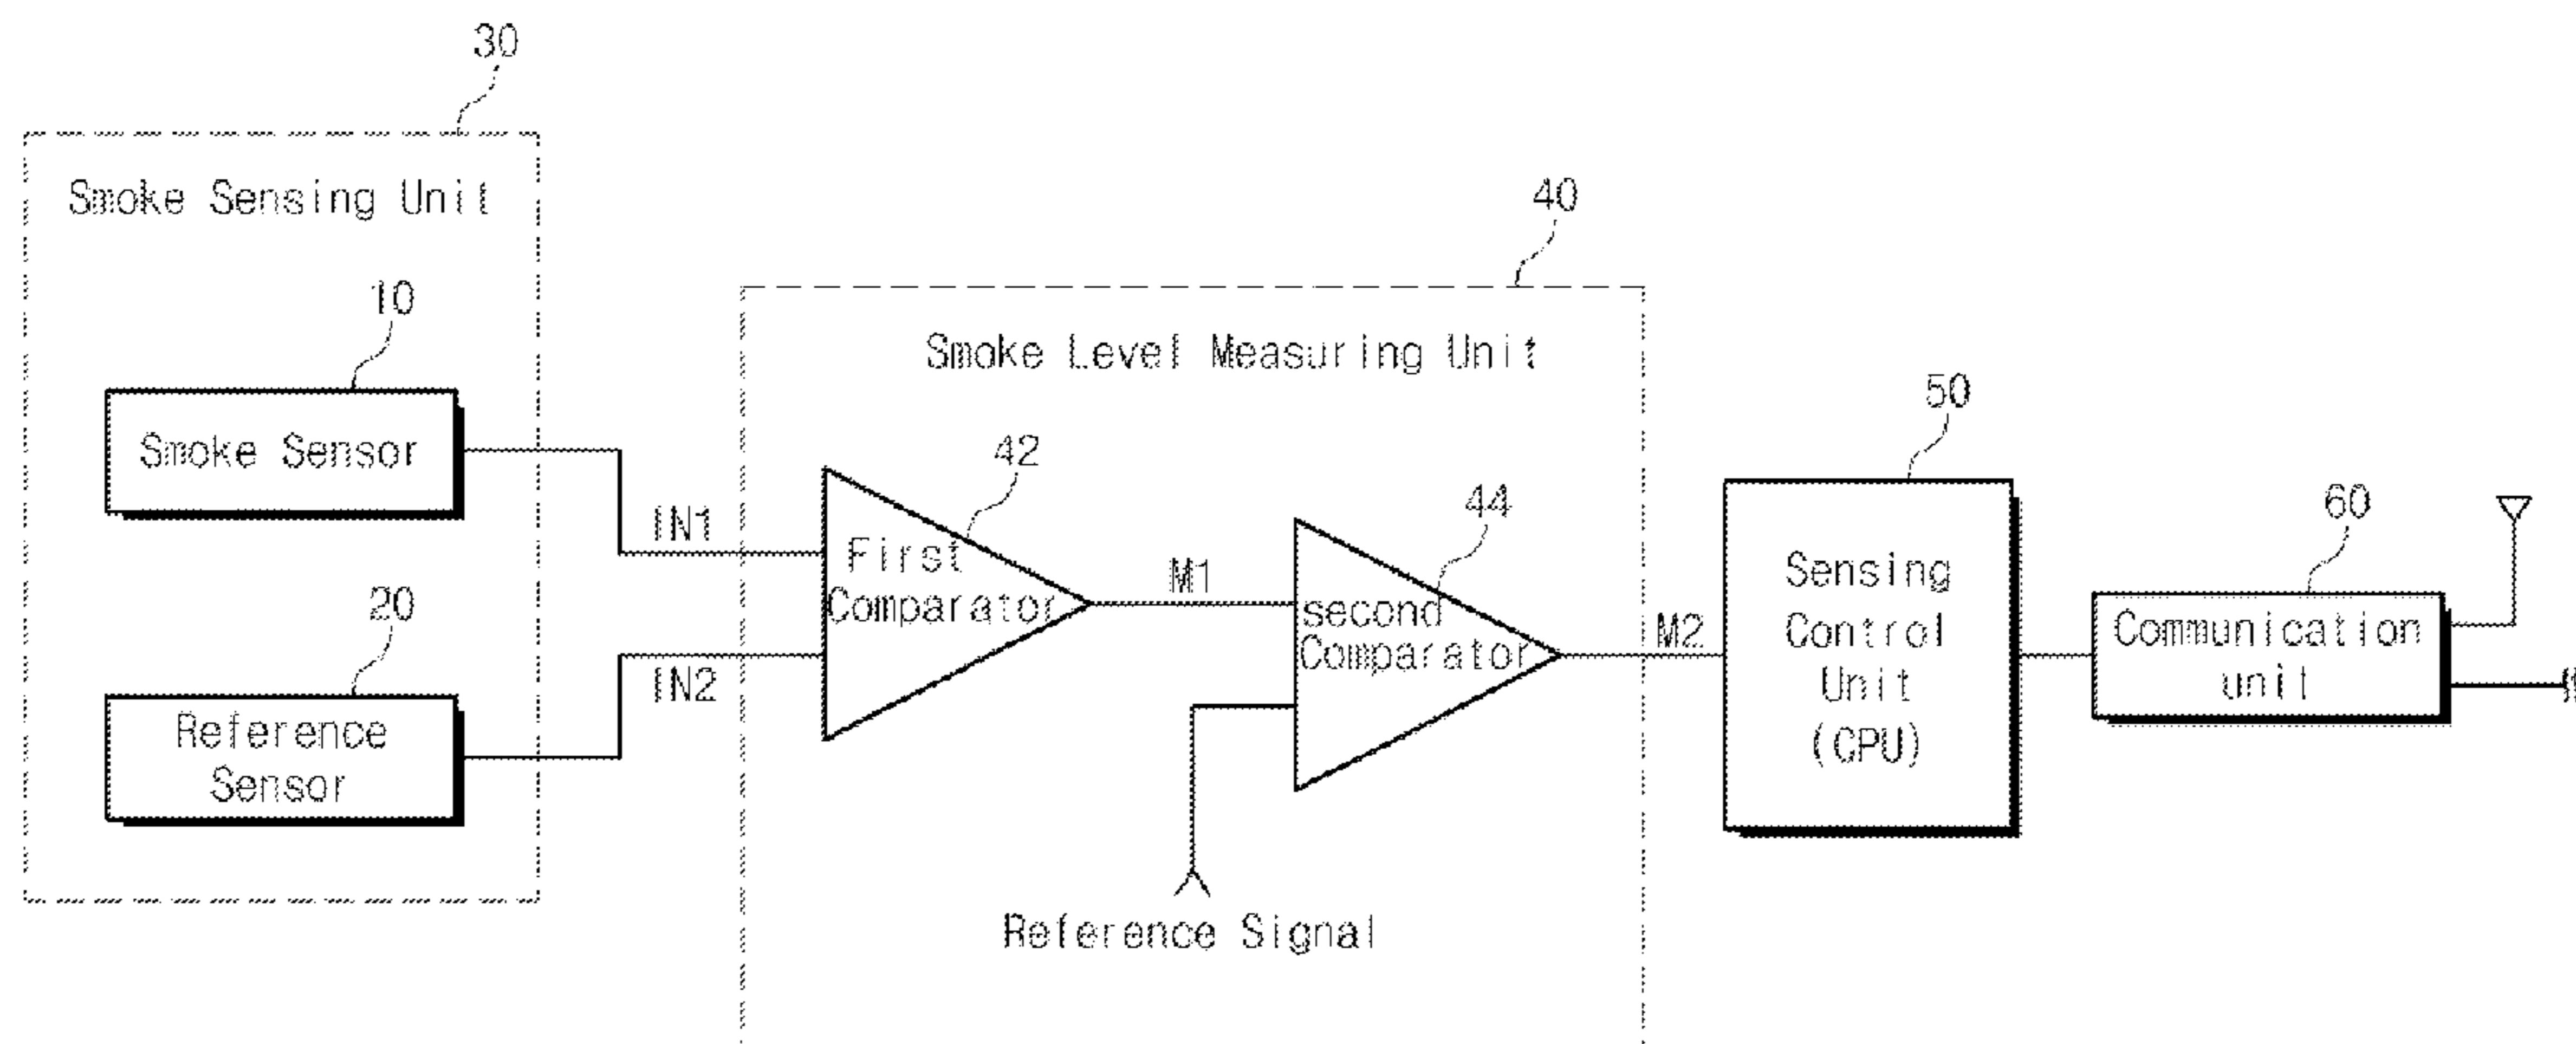 30
Smoke Sensing Unit
10
Smoke Sensor
20
Reference
Sensor
IN1
IN2
40
Smoke Level Measuring Unit
42
First
Comparator
M1
44
second
Comparator
Reference Signal
M2
50
Sensing
Control
Unit
(CPU)
60
Communication
unit